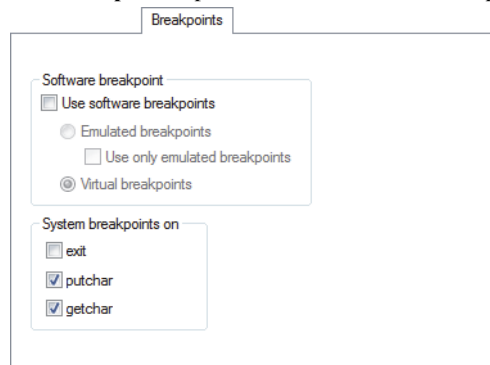 Breakpoints
Software breakpoint
Use software breakpoints
Emulated breakpoints
Use only emulated breakpoints
Virtual breakpoints
System breakpoints on
exit
putchar
getchar